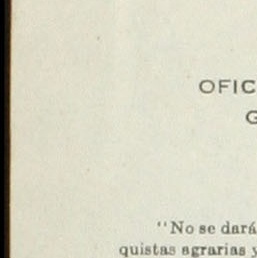 OFIC
G
"No se dará
quistas agrarias y